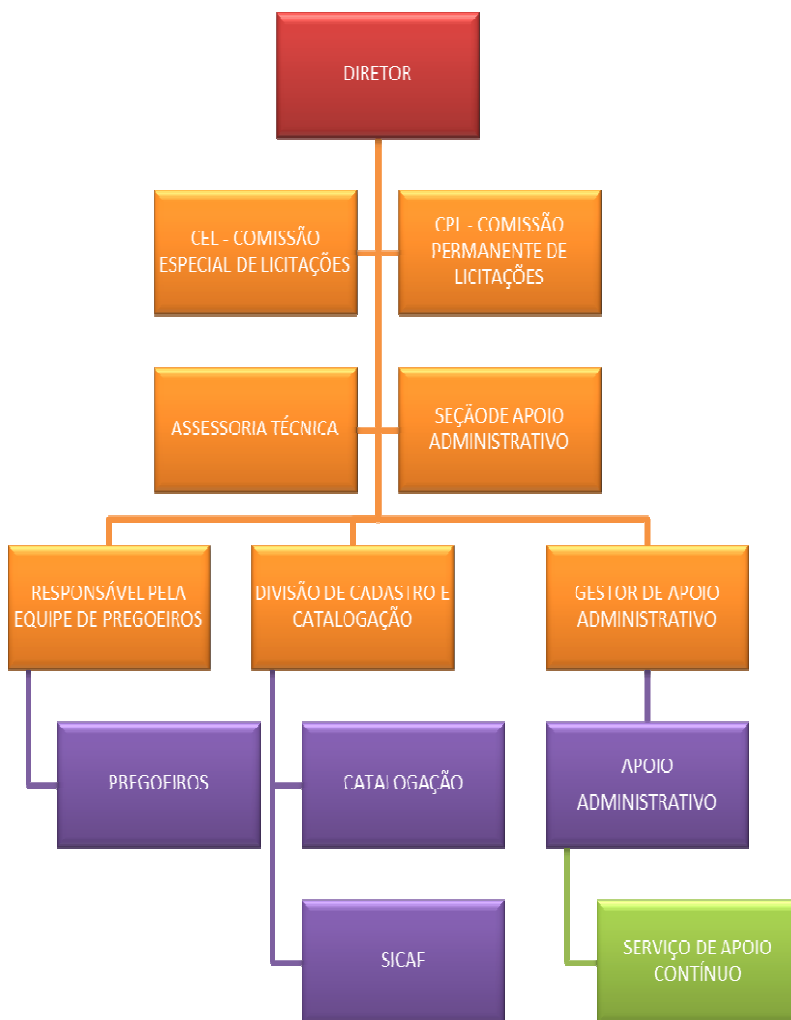 DIRETOR
CEL - COMISSÃO
ESPECIAL DE LICITAÇÕES
CPL - COMISSÃO
PERMANENTE DE
LICITAÇÕES
ASSESSORIA TÉCNICA
SEÇÃODE APOIO
ADMINISTRATIVO
RESPONSÁVEL PELA
EQUIPE DE PREGOEIROS
DIVISÃO DE CADASTRO E
CATALOGAÇÃO
GESTOR DE APOIO
ADMINISTRATIVO
PREGOEIROS
CATALOGAÇÃO
APOIO
ADMINISTRATIVO
SICAF
SERVIÇO DE APOIO
CONTÍNUO